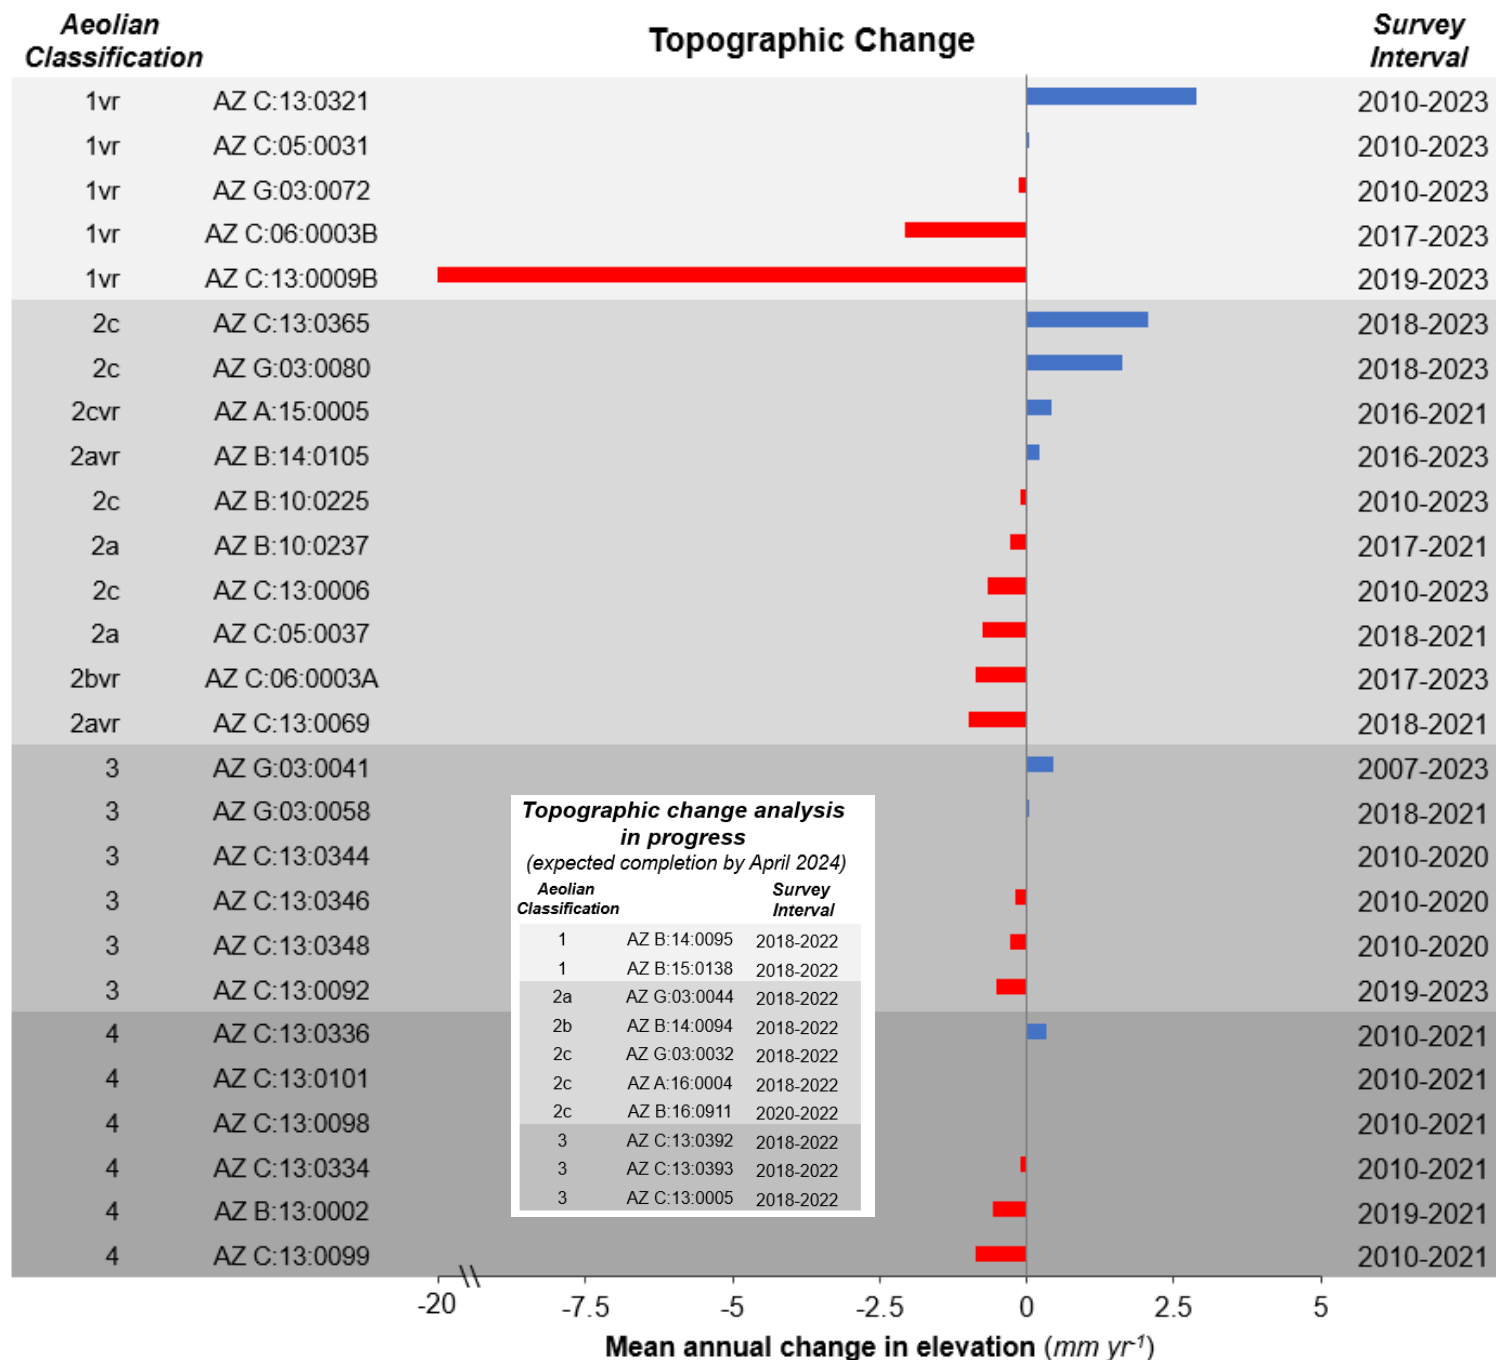 Aeolian
Classification
Topographic Change
Survey
Interval
1vr AZ C:13:0321 2010-2023
1vr AZ C:05:0031 2010-2023
1vr AZ G:03:0072 2010-2023
1vr AZ C:06:0003B 2017-2023
1vr AZ C:13:0009B 2019-2023
2c AZ C:13:0365 2018-2023
2c AZ G:03:0080 2018-2023
2cvr AZ A:15:0005 2016-2021
2avr AZ B:14:0105 2016-2023
2c AZ B:10:0225 2010-2023
2a AZ B:10:0237 2017-2021
2c AZ C:13:0006 2010-2023
2a AZ C:05:0037 2018-2021
2bvr AZ C:06:0003A 2017-2023
2avr AZ C:13:0069 2018-2021
3 AZ G:03:0041 2007-2023
3 AZ G:03:0058 2018-2021
3 AZ C:13:0344 2010-2020
3 AZ C:13:0346 2010-2020
3 AZ C:13:0348 2010-2020
3 AZ C:13:0092 2019-2023
4 AZ C:13:0336 2010-2021
4 AZ C:13:0101 2010-2021
4 AZ C:13:0098 2010-2021
4 AZ C:13:0334 2010-2021
4 AZ B:13:0002 2019-2021
4 AZ C:13:0099 2010-2021
Topographic change analysis
in progress
(expected completion by April 2024)
Aeolian
Classification
Survey
Interval
1 AZ B:14:0095 2018-2022
1 AZ B:15:0138 2018-2022
2a AZ G:03:0044 2018-2022
2b AZ B:14:0094 2018-2022
2c AZ G:03:0032 2018-2022
2c AZ A:16:0004 2018-2022
2c AZ B:16:0911 2020-2022
3 AZ C:13:0392 2018-2022
3 AZ C:13:0393 2018-2022
3 AZ C:13:0005 2018-2022
-20 -7.5 -5 -2.5 0 2.5 5
Mean annual change in elevation (mm yr⁻¹)